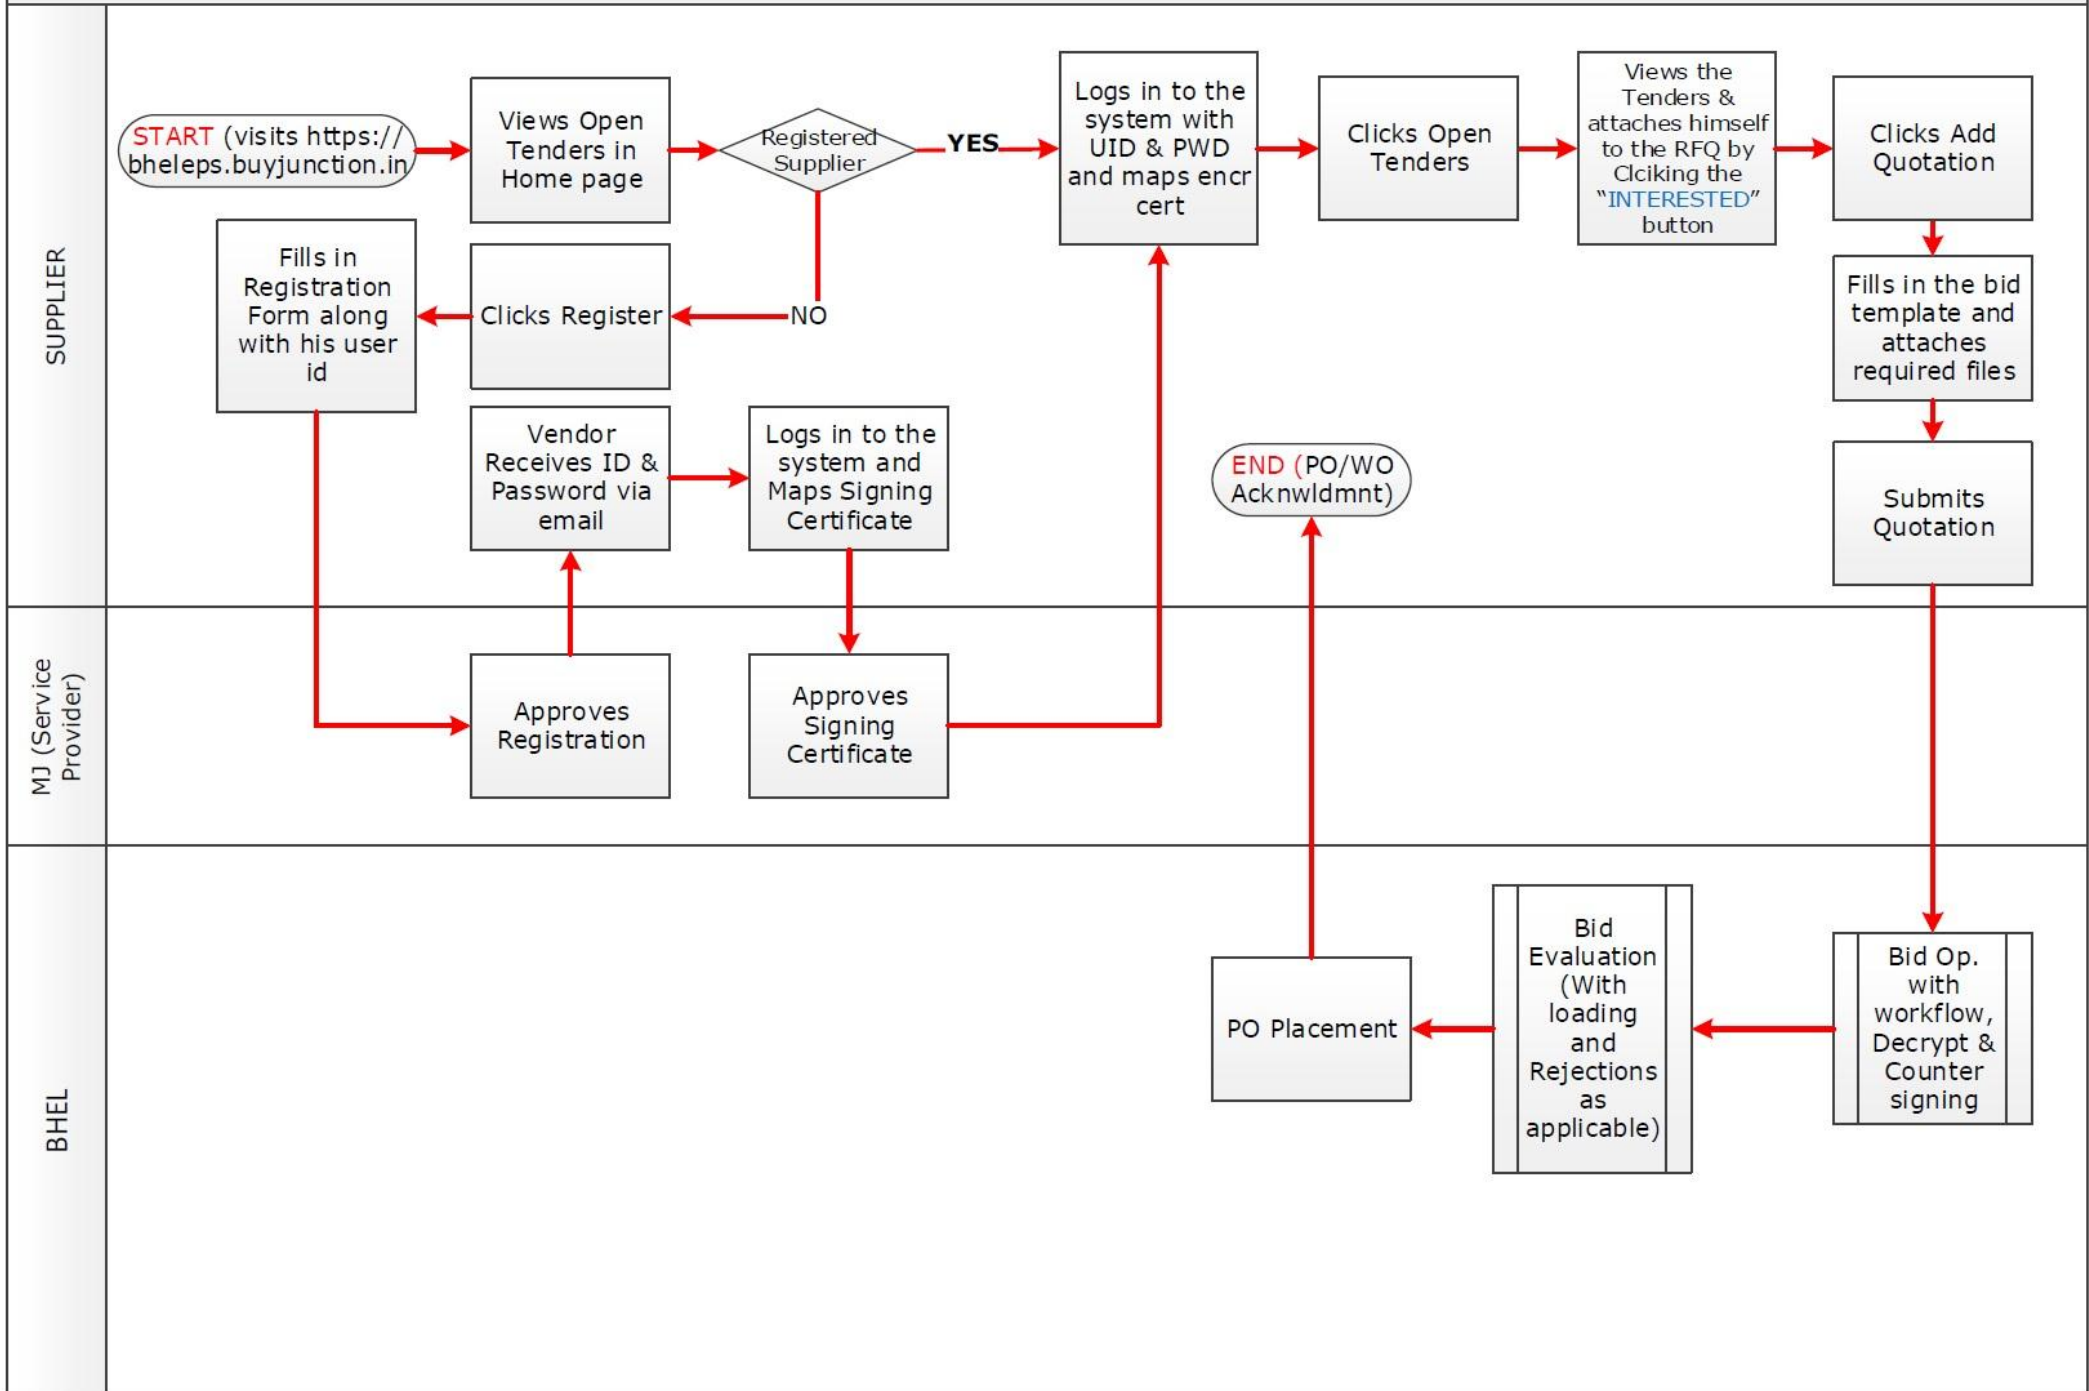 SUPPLIER
START (visits https://
bheleps.buyjunction.in
Views Open
Tenders in
Home page
Registered
Supplier
YES
Logs in to the
system with
UID & PWD
and maps encr
cert
Clicks Open
Tenders
Views the
Tenders &
attaches himself
to the RFQ by
Clciking the
“INTERESTED”
button
Clicks Add
Quotation
Fills in
Registration
Form along
with his user
id
Clicks Register
NO
Fills in the bid
template and
attaches
required files
Vendor
Receives ID &
Password via
email
Logs in to the
system and
Maps Signing
Certificate
END (PO/WO
Acknwldmnt)
Submits
Quotation
MJ (Service
Provider)
Approves
Registration
Approves
Signing
Certificate
BHEL
PO Placement
Bid
Evaluation
(With
loading
and
Rejections
as
applicable)
Bid Op.
with
workflow,
Decrypt &
Counter
signing